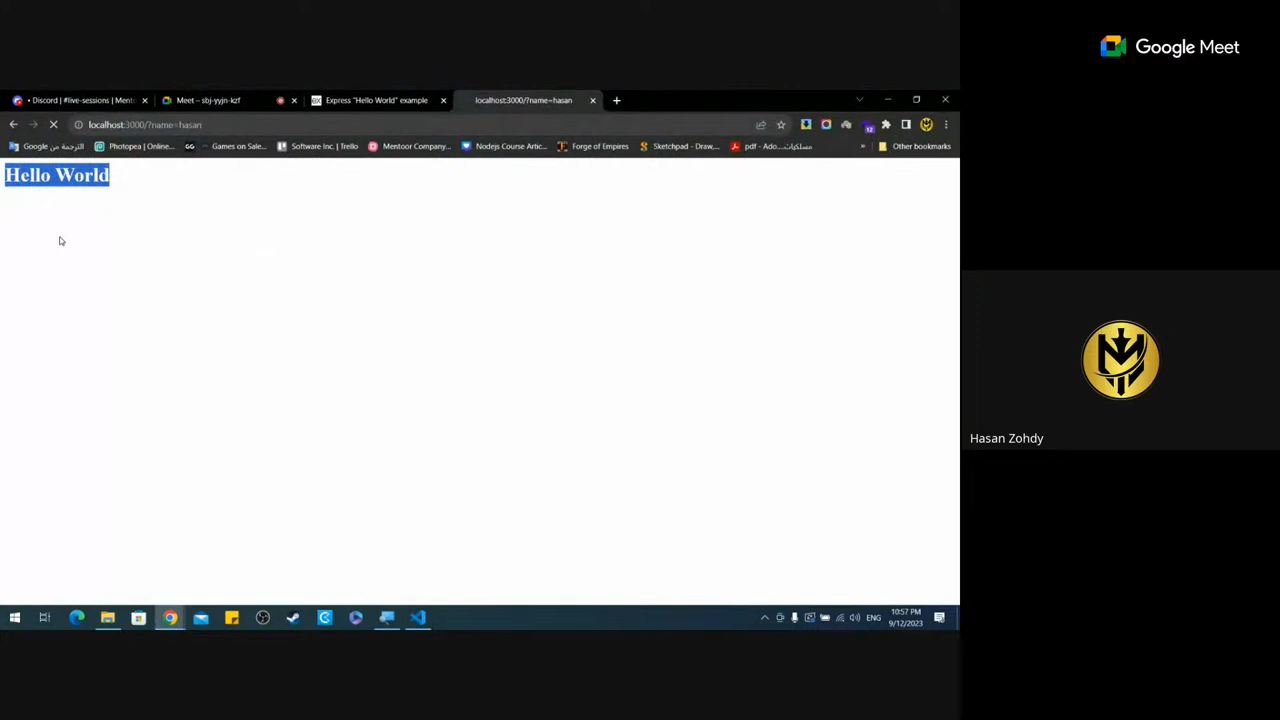 Google Meet
• Discord | #live-sessions | Ment
Meet – sbj-yyjn-kzf
Express "Hello World" example
localhost:3000/?name=hasan
localhost:3000/?name=hasan
12
الترجمة من Google
Photopea | Online...
GG
Games on Sale...
Software Inc. | Trello
Mentoor Company...
Nodejs Course Artic...
Forge of Empires
Sketchpad - Draw,...
pdf - Ado...
»
Other bookmarks
Hello World
Hasan Zohdy
ENG
10:57 PM
9/12/2023